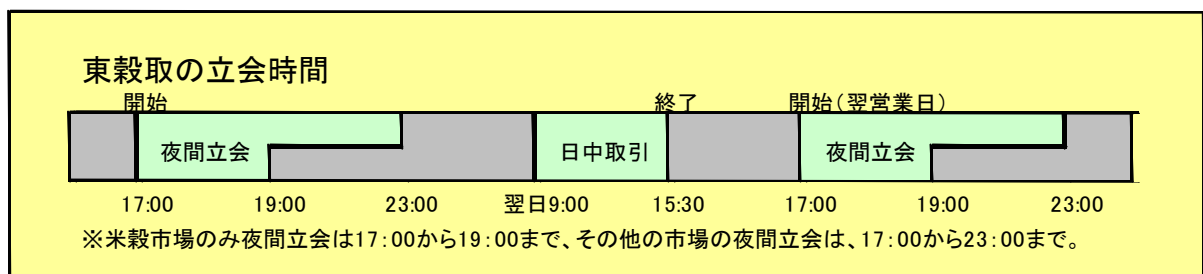 東穀取の立会時間
開始 終了 開始(翌営業日)
夜間立会 日中取引 夜間立会
17:00 19:00 23:00 翌日9:00 15:30 17:00 19:00 23:00
※米穀市場のみ夜間立会は17:00から19:00まで、その他の市場の夜間立会は、17:00から23:00まで。